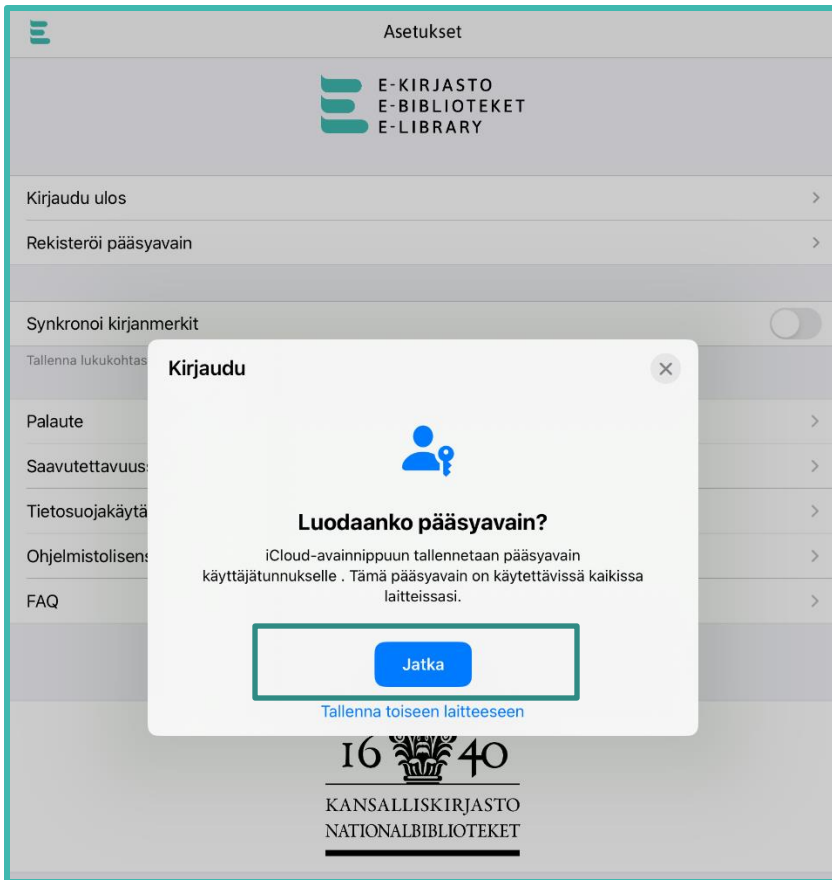 Asetukset
E-KIRJASTO
E-BIBLIOTEKET
E-LIBRARY
Kirjaudu ulos
Rekisteröi pääsyavain
Synkronoi kirjanmerkit
Tallenna lukukohtas
Kirjaudu
Palaute
Saavutettavuus
Tietosuojakäytä
Ohjelmistolisens
FAQ
Luodaanko pääsyavain?
iCloud-avainnippuun tallennetaan pääsyavain
käyttäjätunnukselle . Tämä pääsyavain on käytettävissä kaikissa
laitteissasi.
Jatka
Tallenna toiseen laitteeseen
16 40
KANSALLISKIRJASTO
NATIONALBIBLIOTEKET